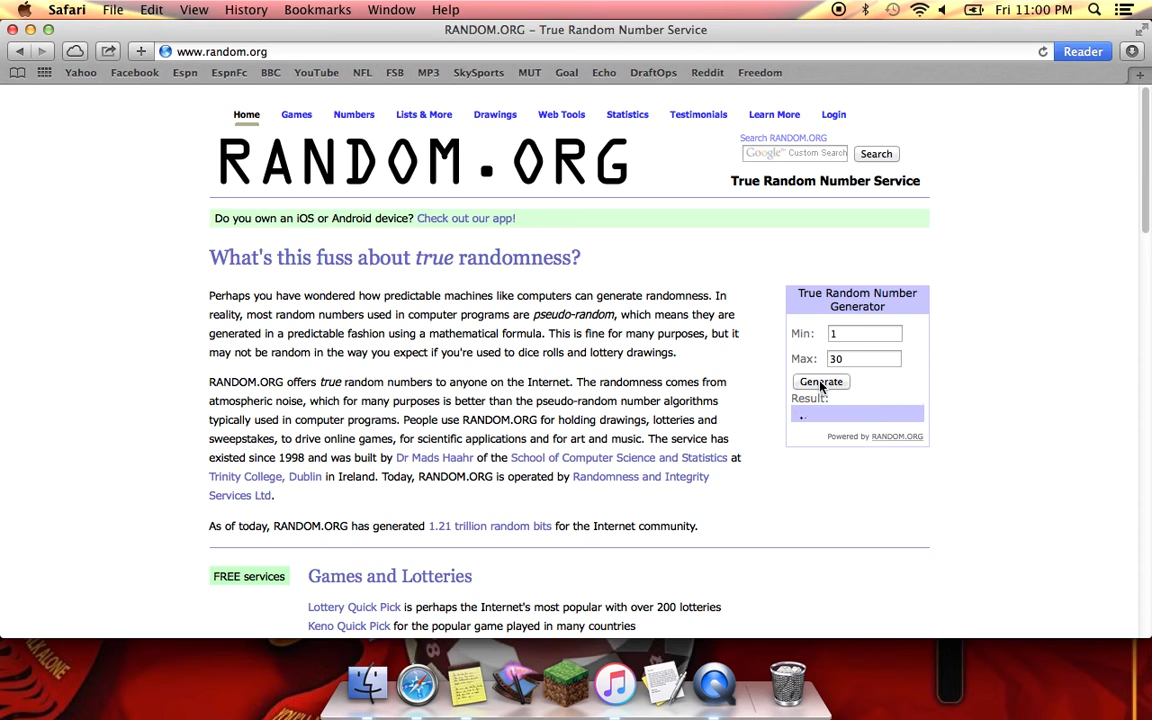 Safari File Edit View History Bookmarks Window Help Fri 11:00 PM
RANDOM.ORG – True Random Number Service
www.random.org Reader
Yahoo Facebook Espn EspnFc BBC YouTube NFL FSB MP3 SkySports MUT Goal Echo DraftOps Reddit Freedom
Home Games Numbers Lists & More Drawings Web Tools Statistics Testimonials Learn More Login
RANDOM.ORG
Search RANDOM.ORG
Google™ Custom Search Search
True Random Number Service
Do you own an iOS or Android device? Check out our app!
What's this fuss about true randomness?
Perhaps you have wondered how predictable machines like computers can generate randomness. In
reality, most random numbers used in computer programs are pseudo-random, which means they are
generated in a predictable fashion using a mathematical formula. This is fine for many purposes, but it
may not be random in the way you expect if you're used to dice rolls and lottery drawings.
RANDOM.ORG offers true random numbers to anyone on the Internet. The randomness comes from
atmospheric noise, which for many purposes is better than the pseudo-random number algorithms
typically used in computer programs. People use RANDOM.ORG for holding drawings, lotteries and
sweepstakes, to drive online games, for scientific applications and for art and music. The service has
existed since 1998 and was built by Dr Mads Haahr of the School of Computer Science and Statistics at
Trinity College, Dublin in Ireland. Today, RANDOM.ORG is operated by Randomness and Integrity
Services Ltd.
As of today, RANDOM.ORG has generated 1.21 trillion random bits for the Internet community.
True Random Number
Generator
Min: 1
Max: 30
Generate
Result:
Powered by RANDOM.ORG
FREE services
Games and Lotteries
Lottery Quick Pick is perhaps the Internet's most popular with over 200 lotteries
Keno Quick Pick for the popular game played in many countries